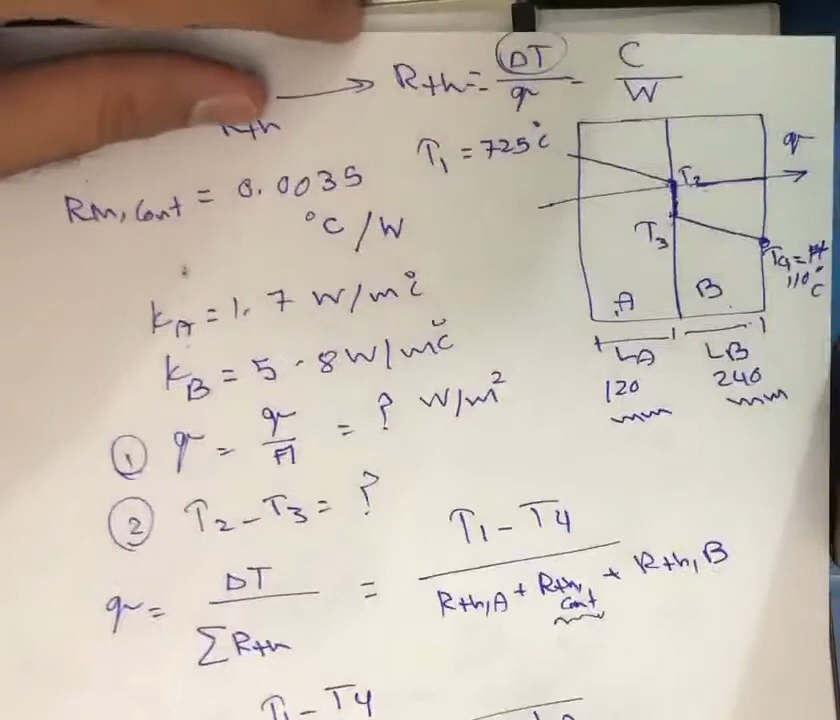 Rth = ΔT/q = C/W
Rth
T1 = 725°C
Rth, Cont = 0.0035
°C/W
q
T2
T3
T4 =
110°C
A B
LA LB
120 240
mm mm
kA = 1.7 W/m°C
kB = 5.8 W/m°C
① q = q/A = ? W/m²
② T2 - T3 = ?
q = ΔT/∑Rth = T1 - T4/Rth,A + Rth,cont + Rth,B
T1 - T4